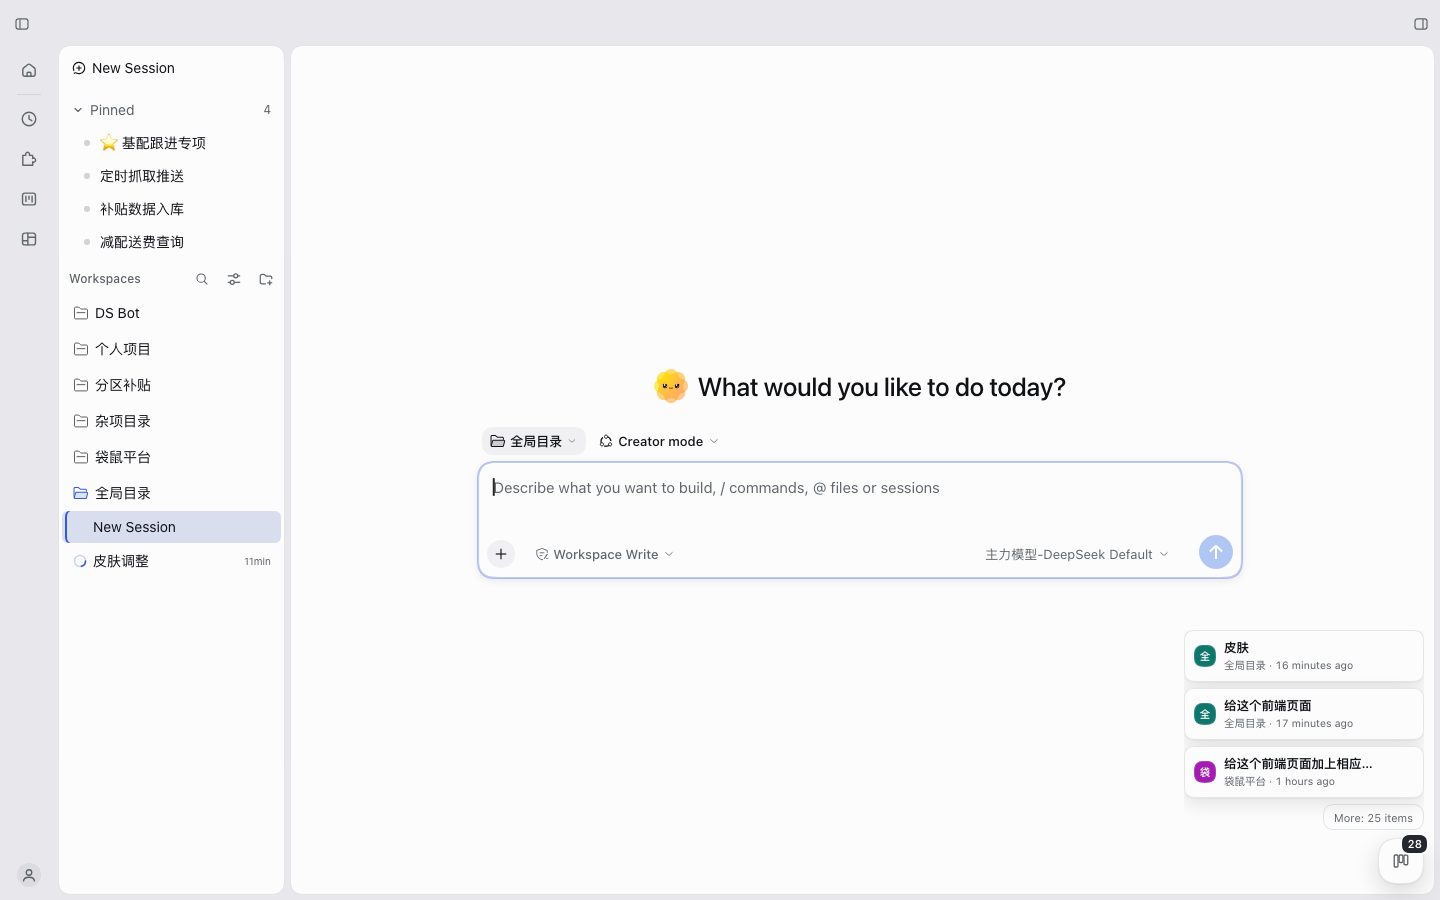 New Session
Pinned 4
基配跟进专项
定时抓取推送
补贴数据入库
减配送费查询
Workspaces
DS Bot
个人项目
分区补贴
杂项目录
袋鼠平台
全局目录
New Session
皮肤调整 11min
What would you like to do today?
全局目录 Creator mode
Describe what you want to build, / commands, @ files or sessions
Workspace Write 主力模型-DeepSeek Default
全 皮肤
全局目录 · 16 minutes ago
全 给这个前端页面
全局目录 · 17 minutes ago
袋 给这个前端页面加上相应...
袋鼠平台 · 1 hours ago
More: 25 items
28